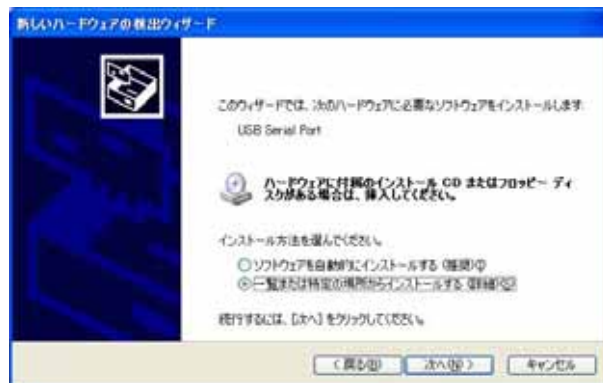 新しいハードウェアの検出ウィザード
このウィザードでは、次のハードウェアに必要なソフトウェアをインストールします:
USB Serial Port
ハードウェアに付属のインストール CD またはフロッピー ディ
スクがある場合は、挿入してください。
インストール方法を選んでください。
ソフトウェアを自動的にインストールする (推奨)(I)
一覧または特定の場所からインストールする (詳細)(S)
続行するには、[次へ] をクリックしてください。
< 戻る(B)
次へ(N) >
キャンセル